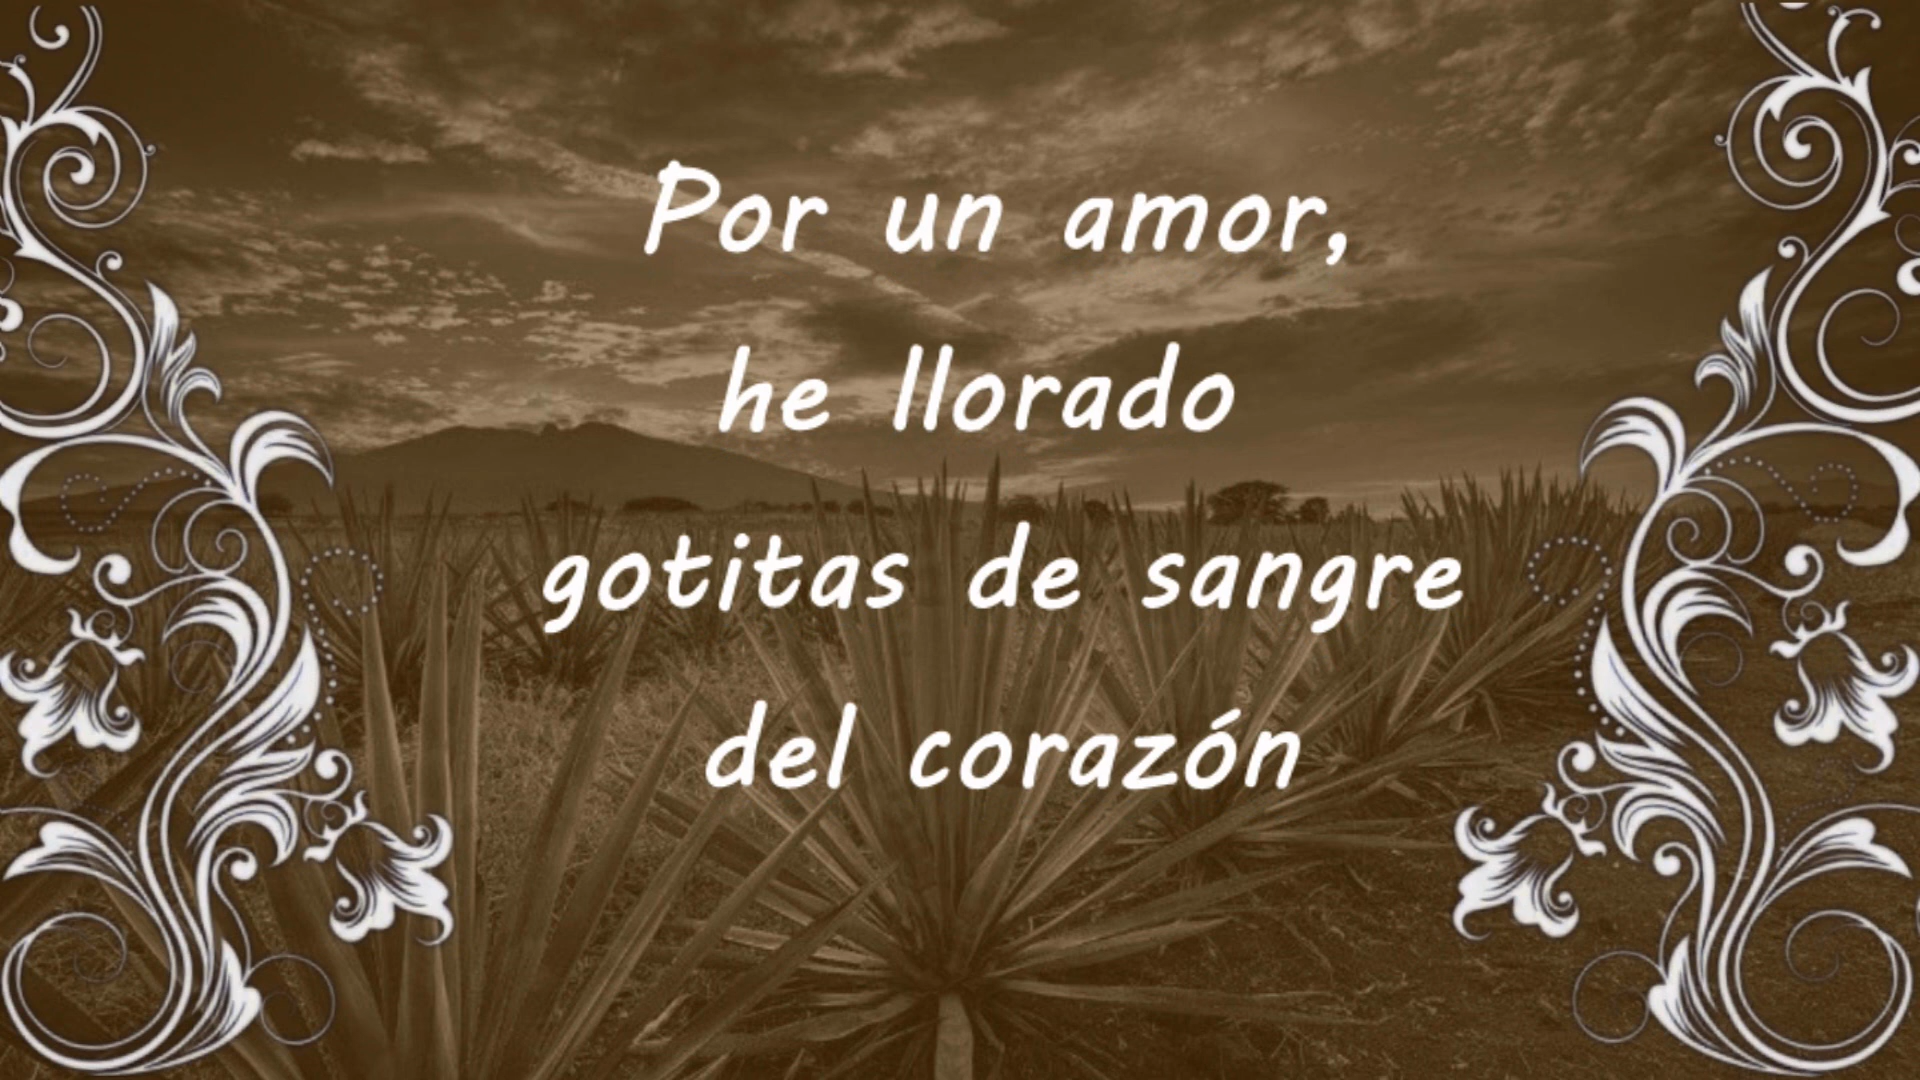 Por un amor,
he llorado
gotitas de sangre
del corazón